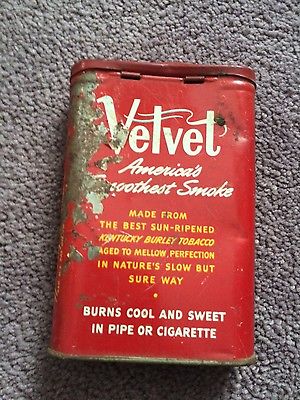 Velvet
America's
Smoothest Smoke
MADE FROM
THE BEST SUN-RIPENED
KENTUCKY BURLEY TOBACCO
AGED TO MELLOW PERFECTION
IN NATURE'S SLOW BUT
SURE WAY
BURNS COOL AND SWEET
IN PIPE OR CIGARETTE